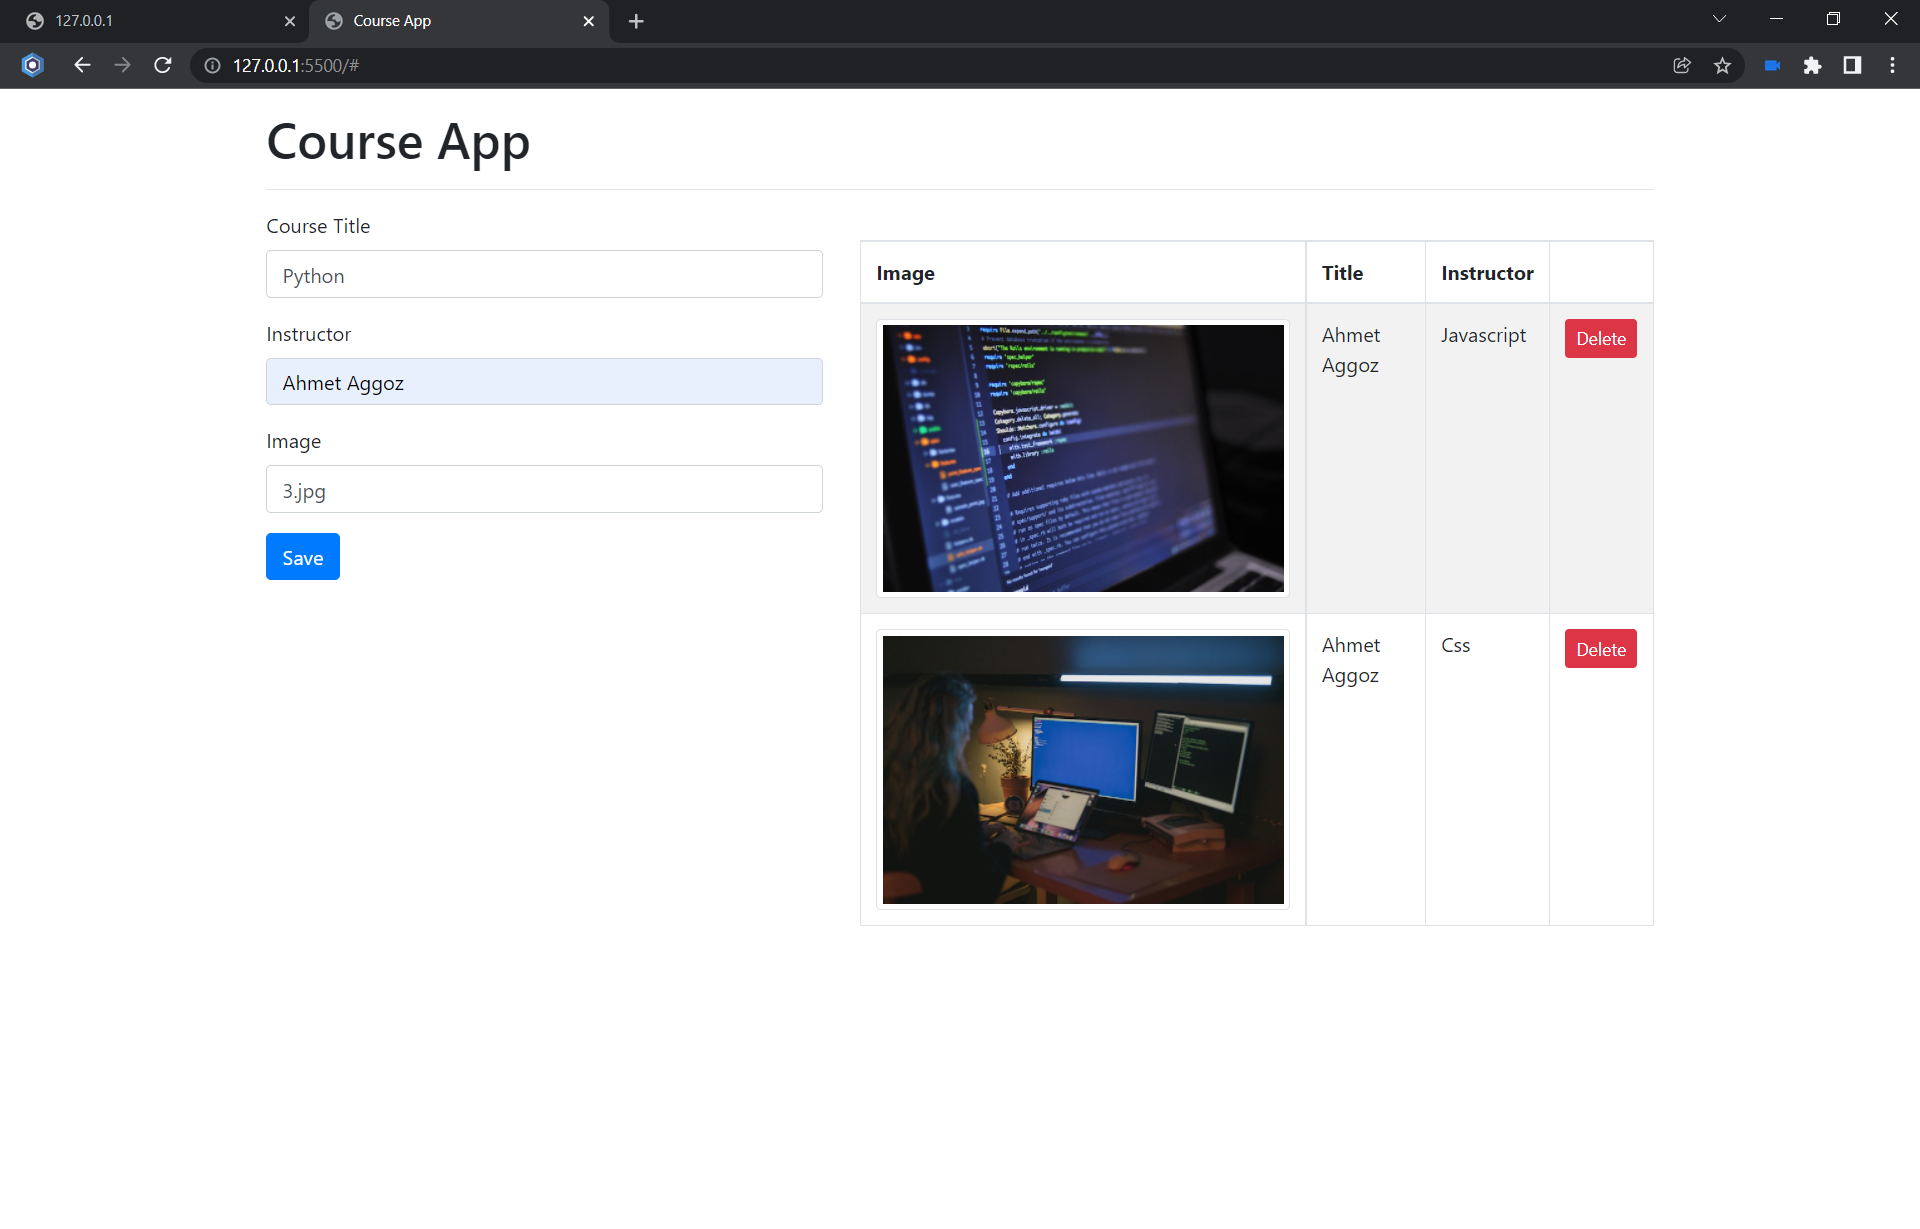 127.0.0.1
Course App
127.0.0.1:5500/#
Course App
Course Title
Python
Instructor
Ahmet Aggoz
Image
3.jpg
Save
Image Title Instructor
Ahmet Aggoz Javascript Delete
Ahmet Aggoz Css Delete